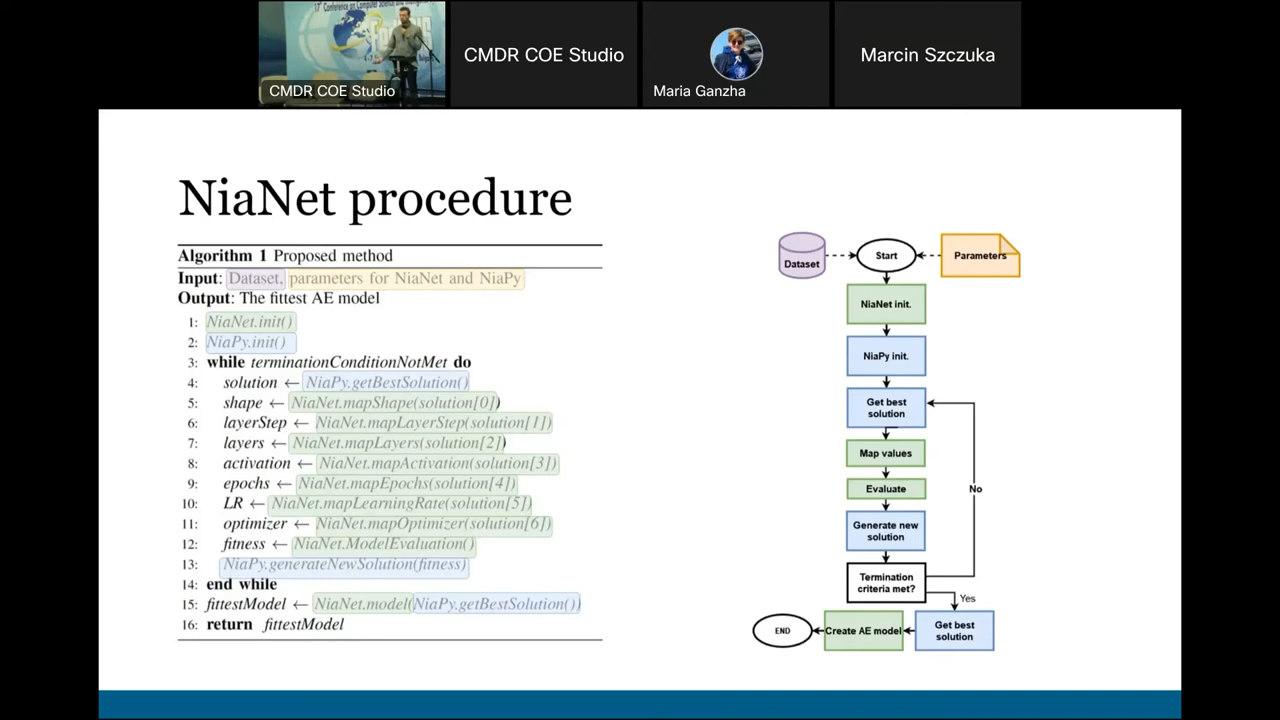 17th Conference on Computer Science and
CMDR COE Studio
CMDR COE Studio
Maria Ganzha
Marcin Szczuka
NiaNet procedure
Algorithm 1 Proposed method
Input: Dataset, parameters for NiaNet and NiaPy
Output: The fittest AE model
1: NiaNet.init()
2: NiaPy.init()
3: while terminationConditionNotMet do
4: solution ← NiaPy.getBestSolution()
5: shape ← NiaNet.mapShape(solution[0])
6: layerStep ← NiaNet.mapLayerStep(solution[1])
7: layers ← NiaNet.mapLayers(solution[2])
8: activation ← NiaNet.mapActivation(solution[3])
9: epochs ← NiaNet.mapEpochs(solution[4])
10: LR ← NiaNet.mapLearningRate(solution[5])
11: optimizer ← NiaNet.mapOptimizer(solution[6])
12: fitness ← NiaNet.ModelEvaluation()
13: NiaPy.generateNewSolution(fitness)
14: end while
15: fittestModel ← NiaNet.model(NiaPy.getBestSolution())
16: return fittestModel
Dataset
Start
Parameters
NiaNet init.
NiaPy init.
Get best
solution
Map values
Evaluate
No
Generate new
solution
Termination
criteria met?
Yes
END
Create AE model
Get best
solution